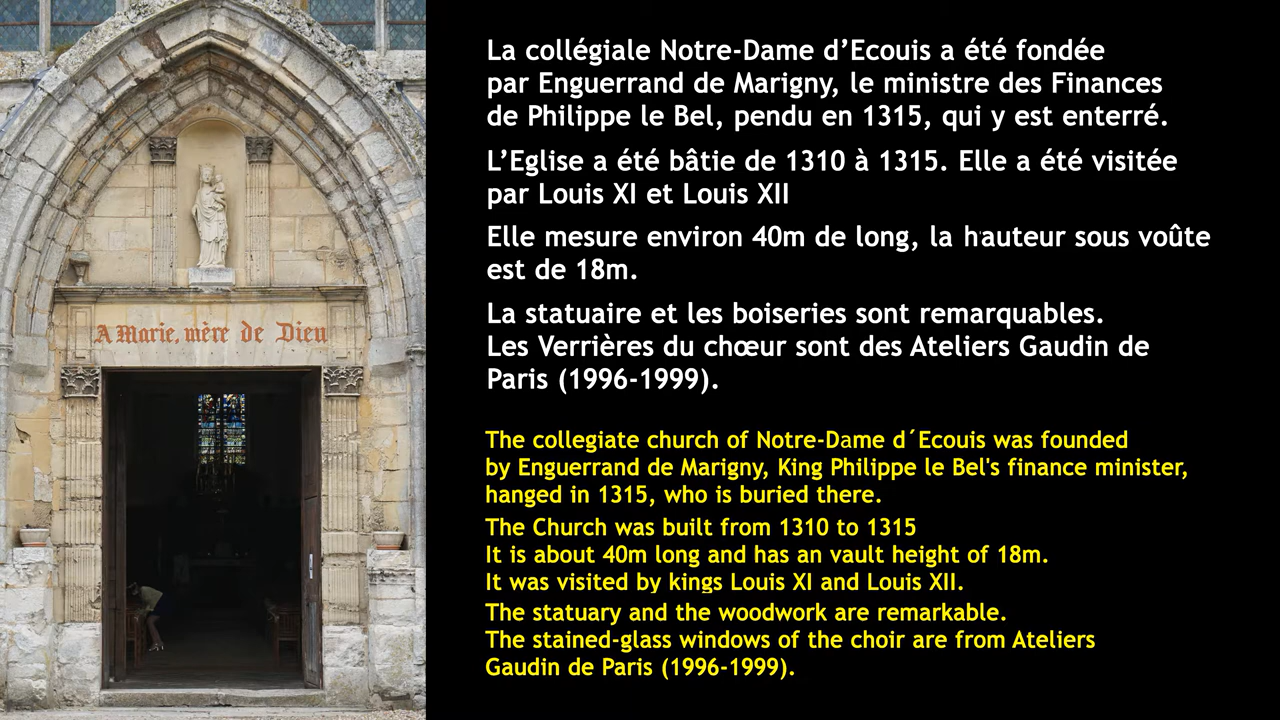 A Marie, mère de Dieu
La collégiale Notre-Dame d’Ecouis a été fondée
par Enguerrand de Marigny, le ministre des Finances
de Philippe le Bel, pendu en 1315, qui y est enterré.
L’Eglise a été bâtie de 1310 à 1315. Elle a été visitée
par Louis XI et Louis XII
Elle mesure environ 40m de long, la hauteur sous voûte
est de 18m.
La statuaire et les boiseries sont remarquables.
Les Verrières du chœur sont des Ateliers Gaudin de
Paris (1996-1999).
The collegiate church of Notre-Dame d´Ecouis was founded
by Enguerrand de Marigny, King Philippe le Bel's finance minister,
hanged in 1315, who is buried there.
The Church was built from 1310 to 1315
It is about 40m long and has an vault height of 18m.
It was visited by kings Louis XI and Louis XII.
The statuary and the woodwork are remarkable.
The stained-glass windows of the choir are from Ateliers
Gaudin de Paris (1996-1999).